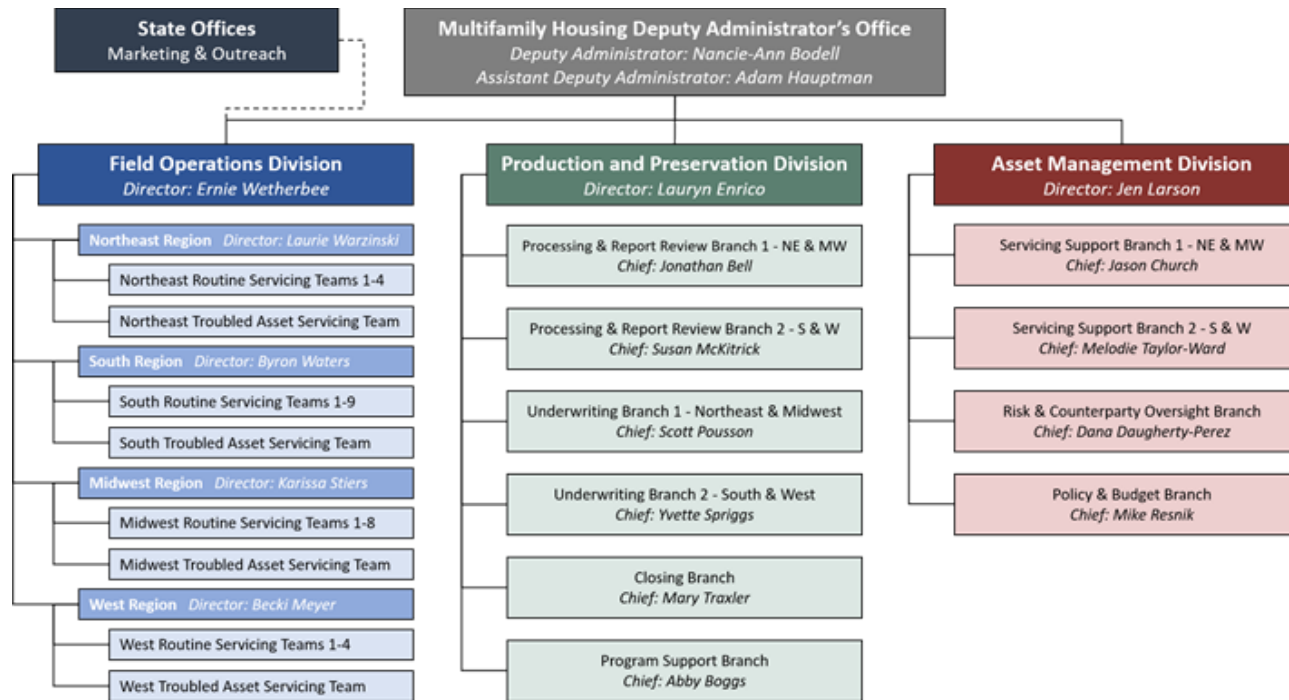 State Offices
Marketing & Outreach
Multifamily Housing Deputy Administrator's Office
Deputy Administrator: Nancie-Ann Bodell
Assistant Deputy Administrator: Adam Hauptman
Field Operations Division
Director: Ernie Wetherbee
Northeast Region Director: Laurie Warzinski
Northeast Routine Servicing Teams 1-4
Northeast Troubled Asset Servicing Team
South Region Director: Byron Waters
South Routine Servicing Teams 1-9
South Troubled Asset Servicing Team
Midwest Region Director: Karissa Stiers
Midwest Routine Servicing Teams 1-8
Midwest Troubled Asset Servicing Team
West Region Director: Becki Meyer
West Routine Servicing Teams 1-4
West Troubled Asset Servicing Team
Production and Preservation Division
Director: Lauryn Enrico
Processing & Report Review Branch 1 - NE & MW
Chief: Jonathan Bell
Processing & Report Review Branch 2 - S & W
Chief: Susan McKitrick
Underwriting Branch 1 - Northeast & Midwest
Chief: Scott Pousson
Underwriting Branch 2 - South & West
Chief: Yvette Spriggs
Closing Branch
Chief: Mary Traxler
Program Support Branch
Chief: Abby Boggs
Asset Management Division
Director: Jen Larson
Servicing Support Branch 1 - NE & MW
Chief: Jason Church
Servicing Support Branch 2 - S & W
Chief: Melodie Taylor-Ward
Risk & Counterparty Oversight Branch
Chief: Dana Daugherty-Perez
Policy & Budget Branch
Chief: Mike Resnik